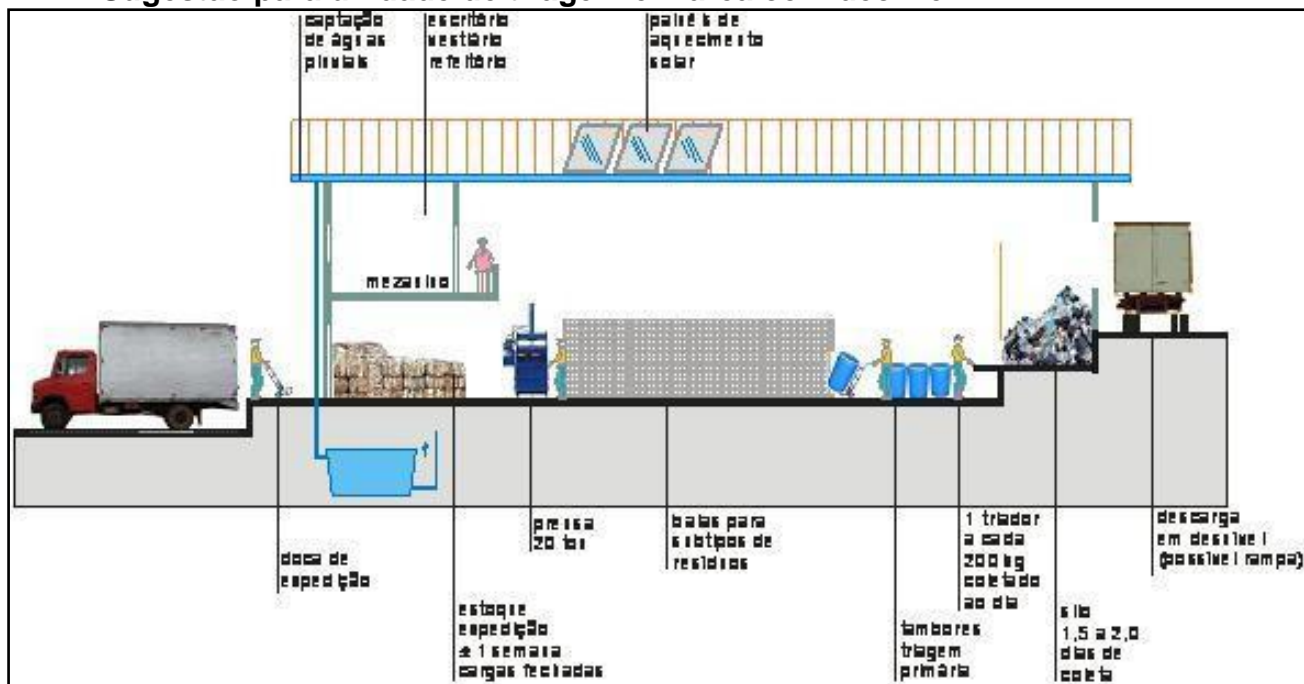 captação
de águas
pluviais
escritório
vestiário
refeitório
painéis de
aquecimento
solar
mezanino
doca de
expedição
estoque
expedição
± 1 semana
cargas fechadas
prensa
20 ton
baias para
subtipos de
resíduos
tambores
triagem
primária
1 triador
a cada
200 kg
coletado
ao dia
silo
1,5 a 2,0
dias de
coleta
descarga
em desnível
(possível rampa)